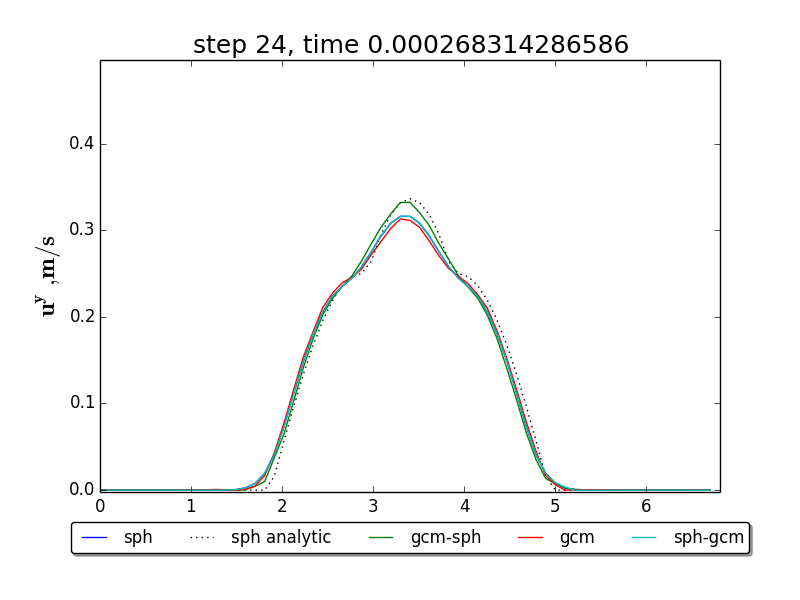 step 24, time 0.000268314286586
u^y ,m/s
0.4
0.3
0.2
0.1
0.0
0 1 2 3 4 5 6
sph sph analytic gcm-sph gcm sph-gcm